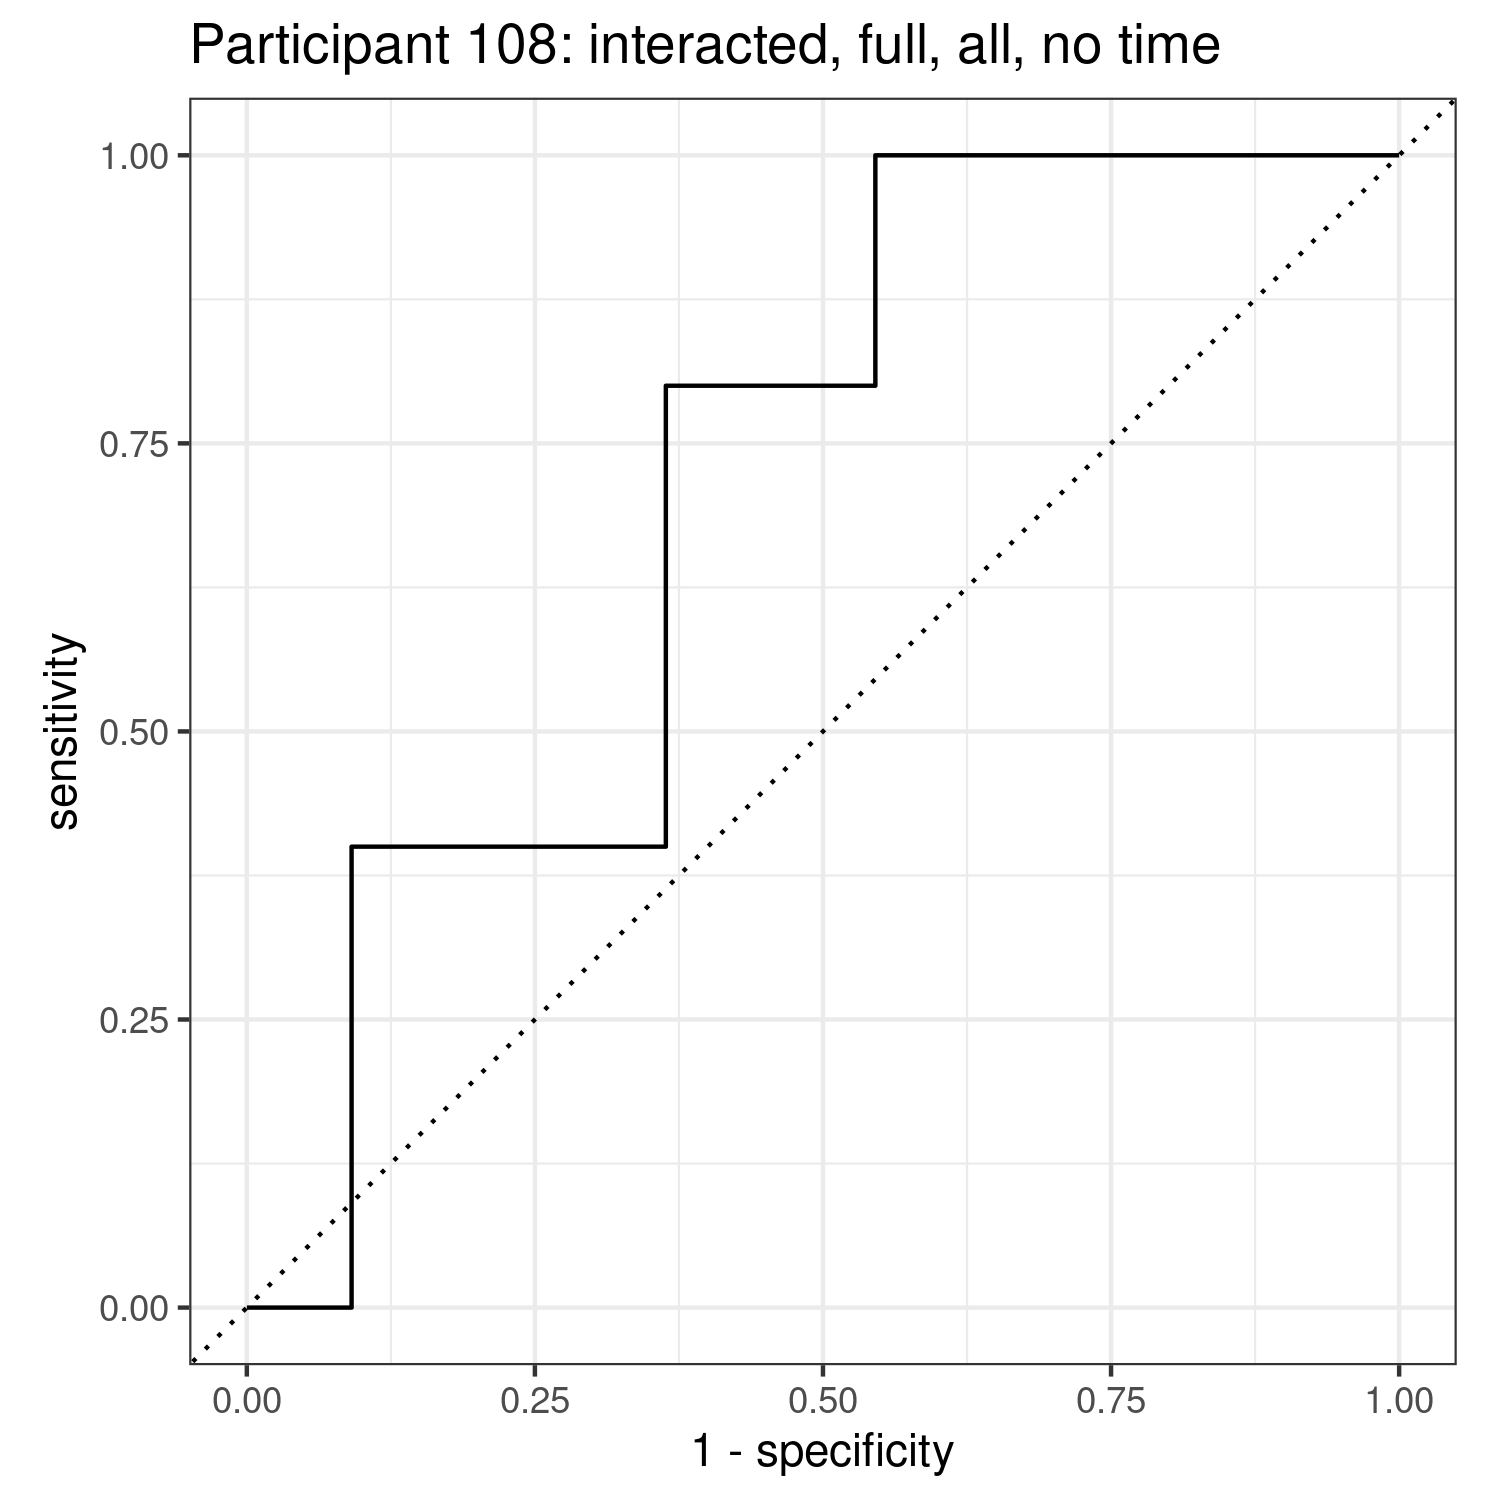 Participant 108: interacted, full, all, no time
1.00
0.75
0.50
0.25
0.00
sensitivity
0.00 0.25 0.50 0.75 1.00
1 - specificity